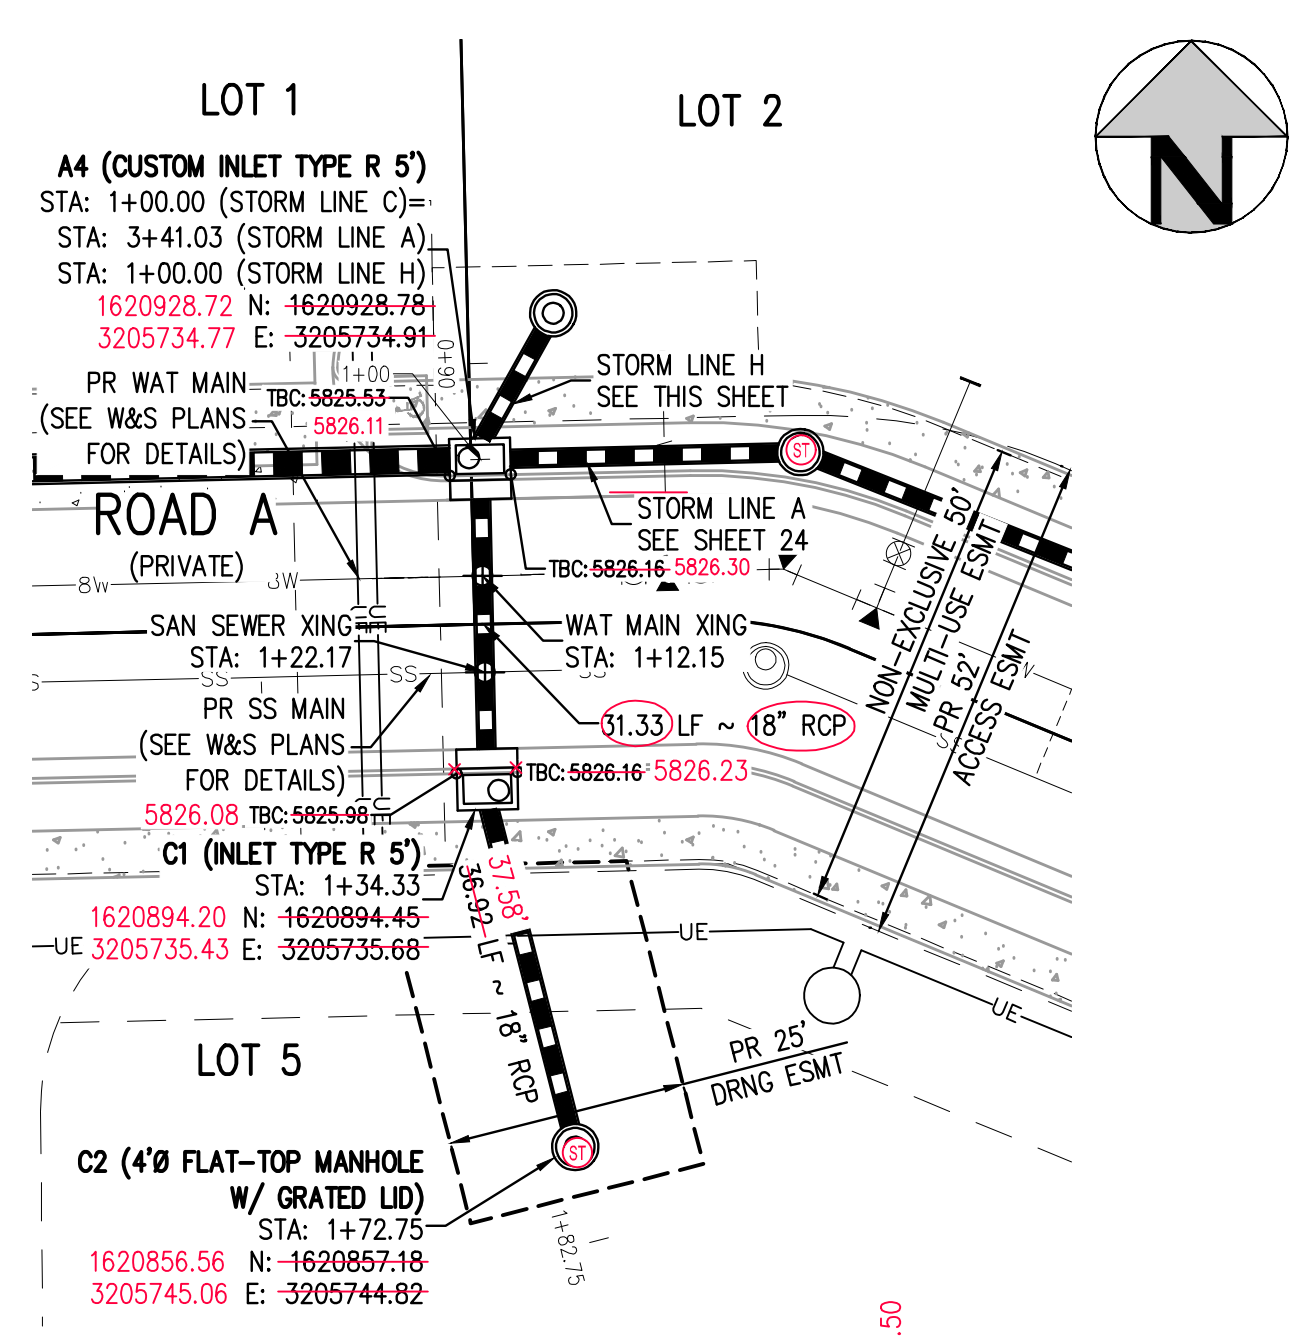 LOT 1
LOT 2
N
A4 (CUSTOM INLET TYPE R 5')
STA: 1+00.00 (STORM LINE C)=
STA: 3+41.03 (STORM LINE A)
STA: 1+00.00 (STORM LINE H)
1620928.72 N: 1620928.78
3205734.77 E: 3205734.91
06+0
1+00
PR WAT MAIN
(SEE W&S PLANS
FOR DETAILS)
TBC: 5825.53
5826.11
STORM LINE H
SEE THIS SHEET
ST
ROAD A
(PRIVATE)
STORM LINE A
SEE SHEET 24
TBC: 5826.16 5826.30
8W
UE
UE
SAN SEWER XING
STA: 1+22.17
WAT MAIN XING
STA: 1+12.15
SS
SS
SS
PR SS MAIN
(SEE W&S PLANS
FOR DETAILS)
31.33 LF ~ 18" RCP
NON-EXCLUSIVE 50'
MULTI-USE ESMT
PR 52'
ACCESS ESMT
SS
TBC: 5826.16 5826.23
5826.08 TBC: 5825.98
UE
C1 (INLET TYPE R 5')
STA: 1+34.33
1620894.20 N: 1620894.45
3205735.43 E: 3205735.68
37.58'
36.92 LF ~ 18" RCP
UE
UE
UE
LOT 5
PR 25'
DRNG ESMT
C2 (4'Ø FLAT-TOP MANHOLE
W/ GRATED LID)
STA: 1+72.75
1620856.56 N: 1620857.18
3205745.06 E: 3205744.82
ST
1+82.75
.50